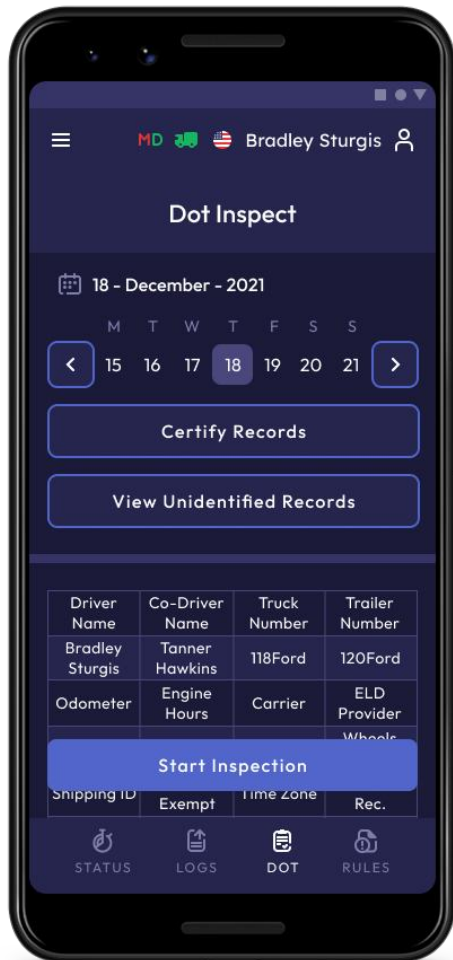 MD Bradley Sturgis
Dot Inspect
18 - December - 2021
M T W T F S S
15 16 17 18 19 20 21
Certify Records
View Unidentified Records
Driver Name Co-Driver Name Truck Number Trailer Number
Bradley Sturgis Tanner Hawkins 118Ford 120Ford
Odometer Engine Hours Carrier ELD Provider
Wheels
Start Inspection
Shipping ID Exempt Time Zone Rec.
STATUS LOGS DOT RULES